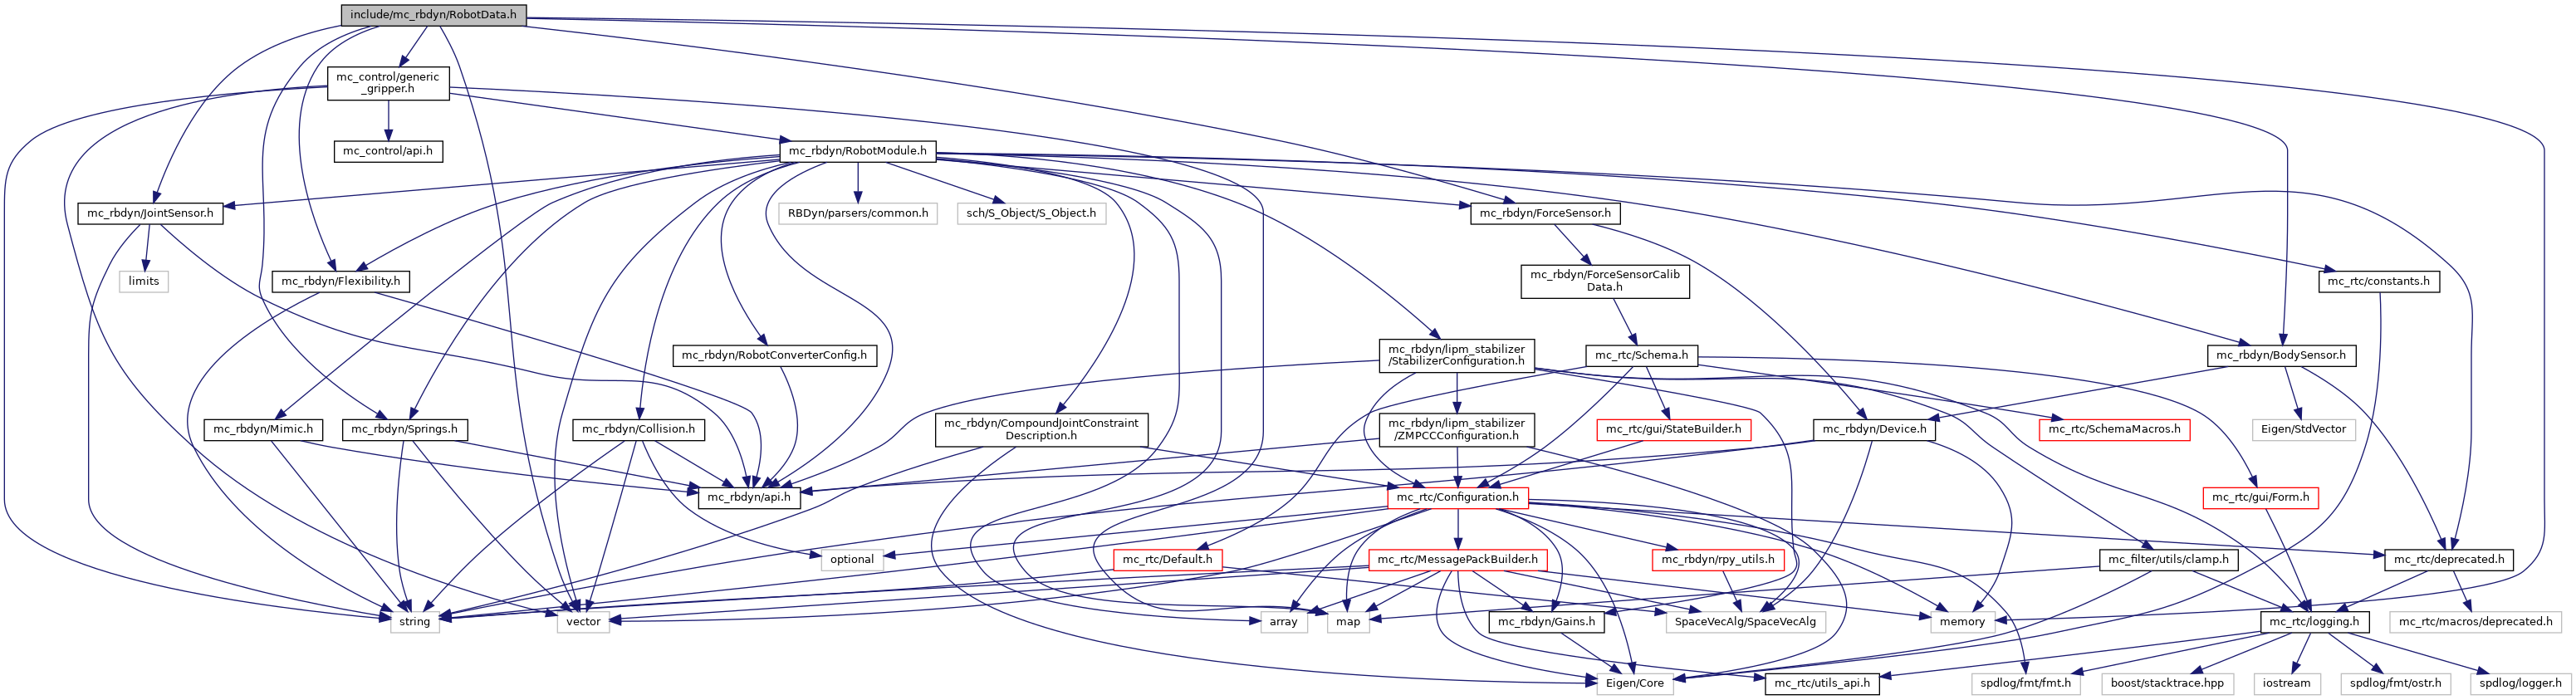 include/mc_rbdyn/RobotData.h
mc_control/generic
_gripper.h
mc_control/api.h
mc_rbdyn/RobotModule.h
mc_rbdyn/JointSensor.h
RBDyn/parsers/common.h
sch/S_Object/S_Object.h
mc_rbdyn/ForceSensor.h
limits
mc_rbdyn/Flexibility.h
mc_rbdyn/ForceSensorCalib
Data.h
mc_rtc/constants.h
mc_rbdyn/RobotConverterConfig.h
mc_rbdyn/lipm_stabilizer
/StabilizerConfiguration.h
mc_rtc/Schema.h
mc_rbdyn/BodySensor.h
mc_rbdyn/Mimic.h
mc_rbdyn/Springs.h
mc_rbdyn/Collision.h
mc_rbdyn/CompoundJointConstraint
Description.h
mc_rbdyn/lipm_stabilizer
/ZMPCCConfiguration.h
mc_rtc/gui/StateBuilder.h
mc_rbdyn/Device.h
mc_rtc/SchemaMacros.h
Eigen/StdVector
mc_rbdyn/api.h
mc_rtc/Configuration.h
mc_rtc/gui/Form.h
optional
mc_rtc/Default.h
mc_rtc/MessagePackBuilder.h
mc_rbdyn/rpy_utils.h
mc_filter/utils/clamp.h
mc_rtc/deprecated.h
string
vector
array
map
mc_rbdyn/Gains.h
SpaceVecAlg/SpaceVecAlg
memory
mc_rtc/logging.h
mc_rtc/macros/deprecated.h
Eigen/Core
mc_rtc/utils_api.h
spdlog/fmt/fmt.h
boost/stacktrace.hpp
iostream
spdlog/fmt/ostr.h
spdlog/logger.h